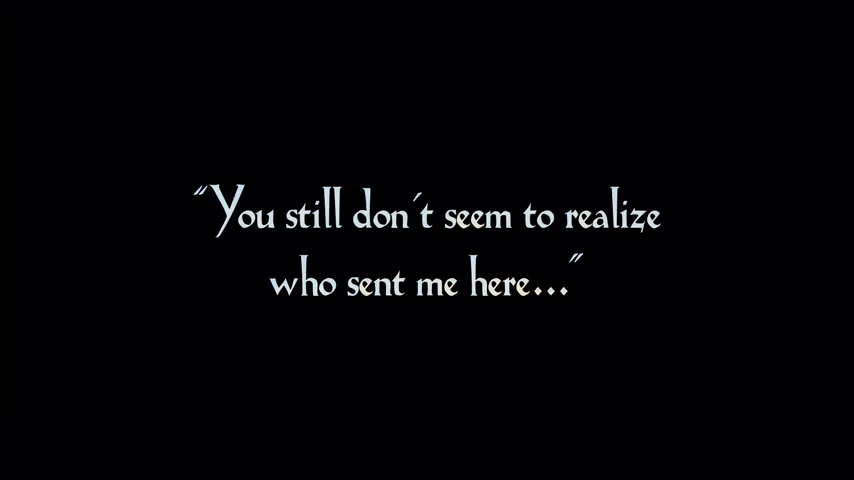 “You still don't seem to realize
who sent me here...”